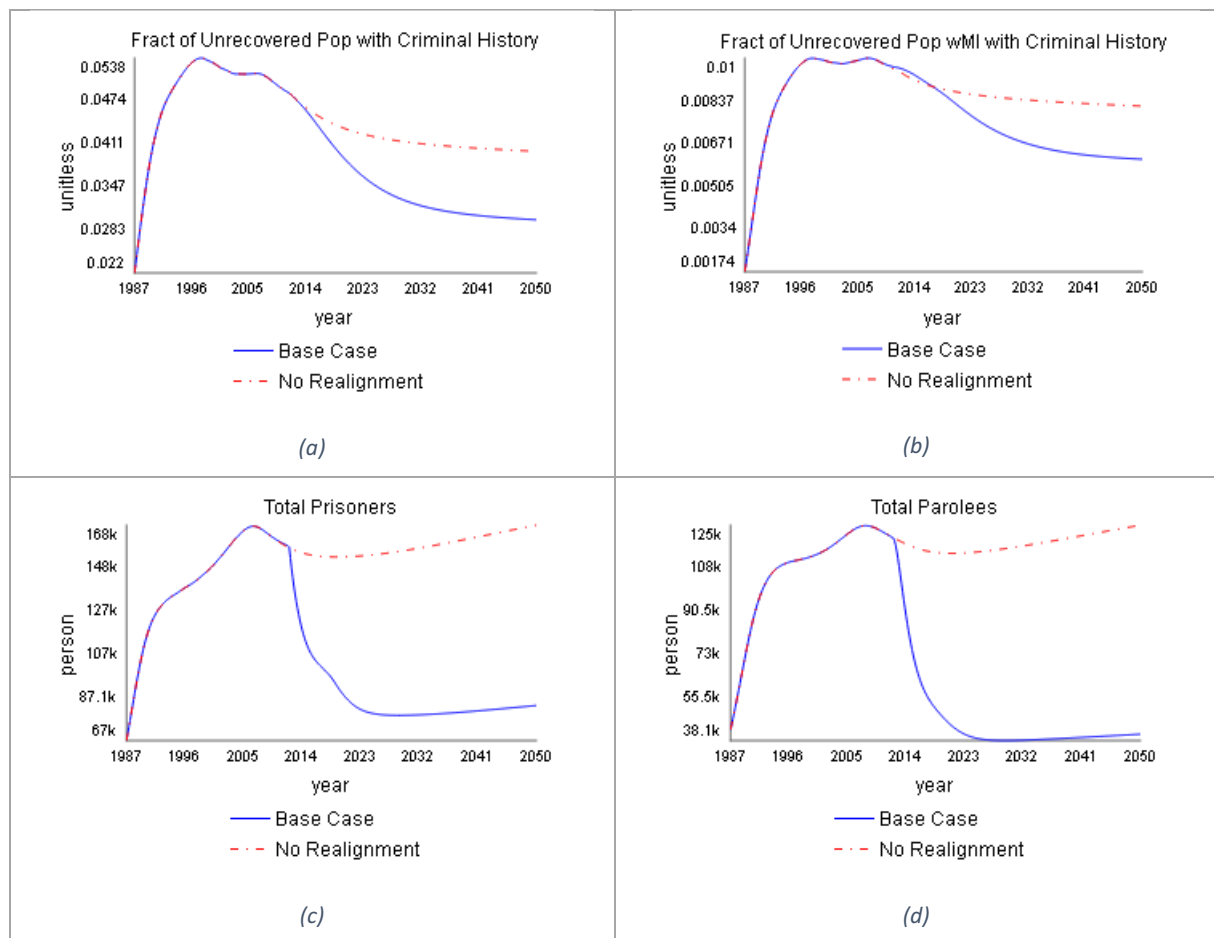 Fract of Unrecovered Pop with Criminal History
0.0538
0.0474
0.0411
0.0347
0.0283
0.022
unitless
1987 1996 2005 2014 2023 2032 2041 2050
year
Base Case
No Realignment
(a)
Fract of Unrecovered Pop wMI with Criminal History
0.01
0.00837
0.00671
0.00505
0.0034
0.00174
unitless
1987 1996 2005 2014 2023 2032 2041 2050
year
Base Case
No Realignment
(b)
Total Prisoners
168k
148k
127k
107k
87.1k
67k
person
1987 1996 2005 2014 2023 2032 2041 2050
year
Base Case
No Realignment
(c)
Total Parolees
125k
108k
90.5k
73k
55.5k
38.1k
person
1987 1996 2005 2014 2023 2032 2041 2050
year
Base Case
No Realignment
(d)